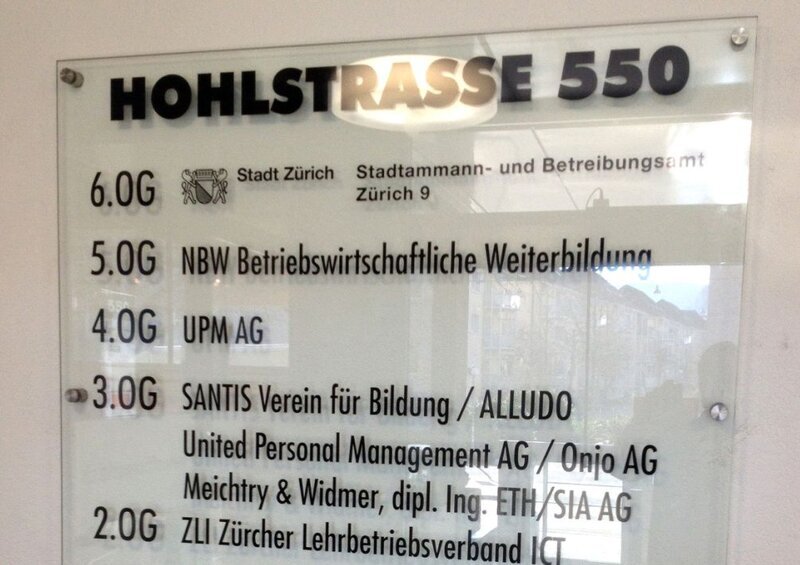 HOHLSTRASSE 550
6.OG Stadt Zürich Stadtammann- und Betreibungsamt
Zürich 9
5.OG NBW Betriebswirtschaftliche Weiterbildung
4.OG UPM AG
3.OG SANTIS Verein für Bildung / ALLUDO
United Personal Management AG / Onjo AG
Meichtry & Widmer, dipl. Ing. ETH/SIA AG
2.OG ZLI Zürcher Lehrbetriebsverband ICT